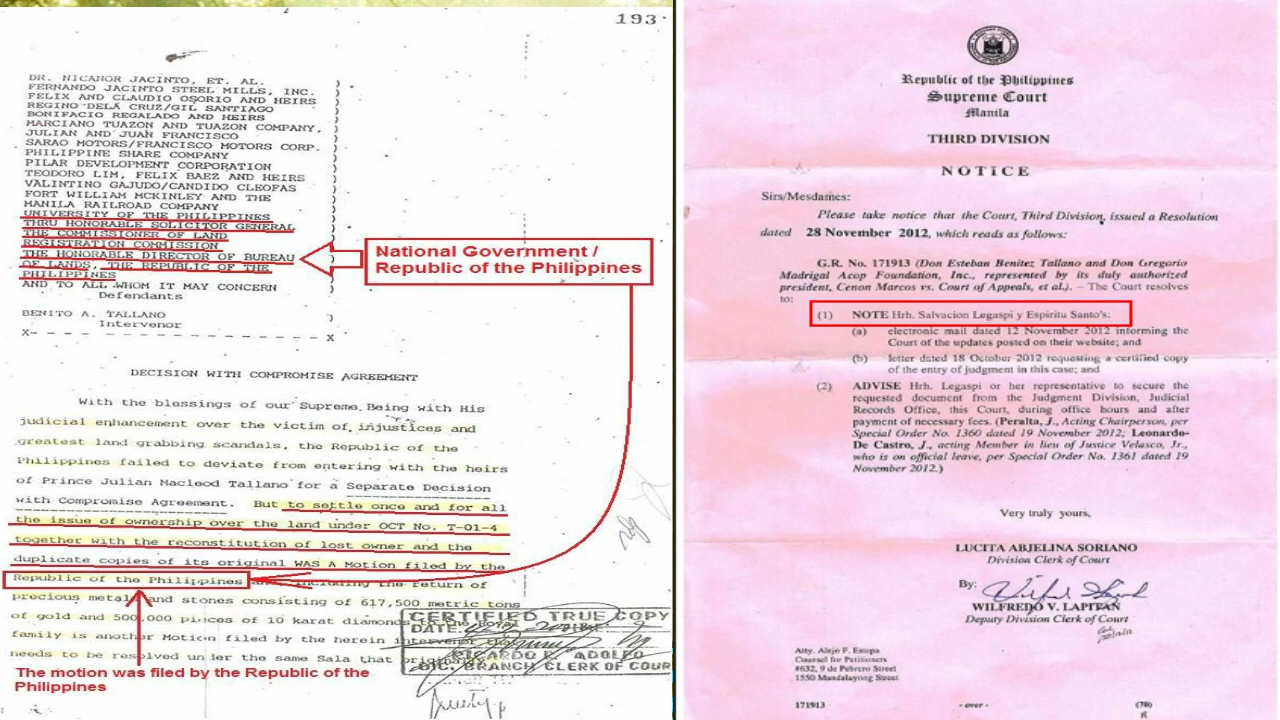 193
DR. NICANOR JACINTO, ET. AL.
FERNANDO JACINTO STEEL MILLS, INC.
FELIX AND CLAUDIO OSORIO AND HEIRS
REGINO DELA CRUZ/GIL SANTIAGO
BONIFACIO REGALADO AND HEIRS
MARCIANO TUAZON AND TUAZON COMPANY,
JULIAN AND JUAN FRANCISCO
SARAO MOTORS/FRANCISCO MOTORS CORP.
PHILIPPINE SHARE COMPANY
PILAR DEVELOPMENT CORPORATION
TEODORO LIM, FELIX BAEZ AND HEIRS
VALINTINO GAJUDO/CANDIDO CLEOFAS
FORT WILLIAM MCKINLEY AND THE
MANILA RAILROAD COMPANY
UNIVERSITY OF THE PHILIPPINES
THRU HONORABLE SOLICITOR GENERAL
THE COMMISSIONER OF LAND
REGISTRATION COMMISSION
THE HONORABLE DIRECTOR OF BUREAU
OF LANDS, THE REPUBLIC OF THE
PHILIPPINES
AND TO ALL WHOM IT MAY CONCERN
Defendants
National Government /
Republic of the Philippines
BENITO A. TALLANO
Intervenor
X- - - - - - - - - - - - - - - - - - X
DECISION WITH COMPROMISE AGREEMENT
With the blessings of our Supreme Being with His
judicial enhancement over the victim of injustices and
greatest land grabbing scandals, the Republic of the
Philippines failed to deviate from entering with the heirs
of Prince Julian Macleod Tallano for a Separate Decision
with Compromise Agreement. But to settle once and for all
the issue of ownership over the land under OCT No. T-01-4
together with the reconstitution of lost owner and the
duplicate copies of its original WAS A Motion filed by the
Republic of the Philippines and, including the return of
precious metals and stones consisting of 617,500 metric tons
of gold and 500,000 pieces of 10 karat diamonds to the
family is another Motion filed by the herein intervenor
needs to be resolved under the same Sala that
CERTIFIED TRUE COPY
DATE:
RICARDO ADOLFO
OIC. BRANCH CLERK OF COUR
The motion was filed by the Republic of the
Philippines
Republic of the Philippines
Supreme Court
Manila
THIRD DIVISION
NOTICE
Sirs/Mesdames:
Please take notice that the Court, Third Division, issued a Resolution
dated 28 November 2012, which reads as follows:
G.R. No. 171913 (Don Esteban Benitez Tallano and Don Gregorio
Madrigal Acop Foundation, Inc., represented by its duly authorized
president, Cenon Marcos vs. Court of Appeals, et al.). – The Court resolves
to:
(1) NOTE Hrh. Salvacion Legaspi y Espiritu Santo's:
(a) electronic mail dated 12 November 2012 informing the
Court of the updates posted on their website; and
(b) letter dated 18 October 2012 requesting a certified copy
of the entry of judgment in this case; and
(2) ADVISE Hrh. Legaspi or her representative to secure the
requested document from the Judgment Division, Judicial
Records Office, this Court, during office hours and after
payment of necessary fees. (Peralta, J., Acting Chairperson, per
Special Order No. 1360 dated 19 November 2012; Leonardo-
De Castro, J., acting Member in lieu of Justice Velasco, Jr.,
who is on official leave, per Special Order No. 1361 dated 19
November 2012.)
Very truly yours,
LUCITA ABJELINA SORIANO
Division Clerk of Court
By:
WILFREDO V. LAPITAN
Deputy Division Clerk of Court
Atty. Alejo F. Estepa
Counsel for Petitioners
#632, 9 de Pebrero Street
1550 Mandaluyong Street
171913
- over -
(70)